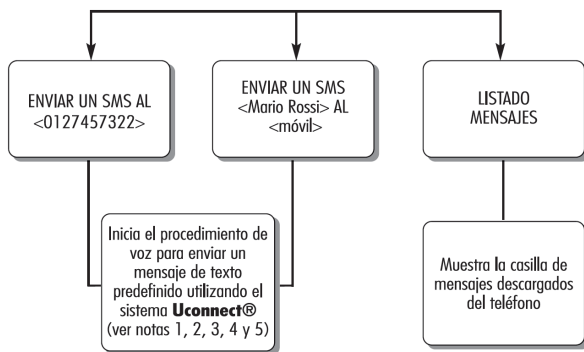 ENVIAR UN SMS AL
<0127457322>
ENVIAR UN SMS
<Mario Rossi> AL
<móvil>
LISTADO
MENSAJES
Inicia el procedimiento de
voz para enviar un
mensaje de texto
predefinido utilizando el
sistema Uconnect®
(ver notas 1, 2, 3, 4 y 5)
Muestra la casilla de
mensajes descargados
del teléfono